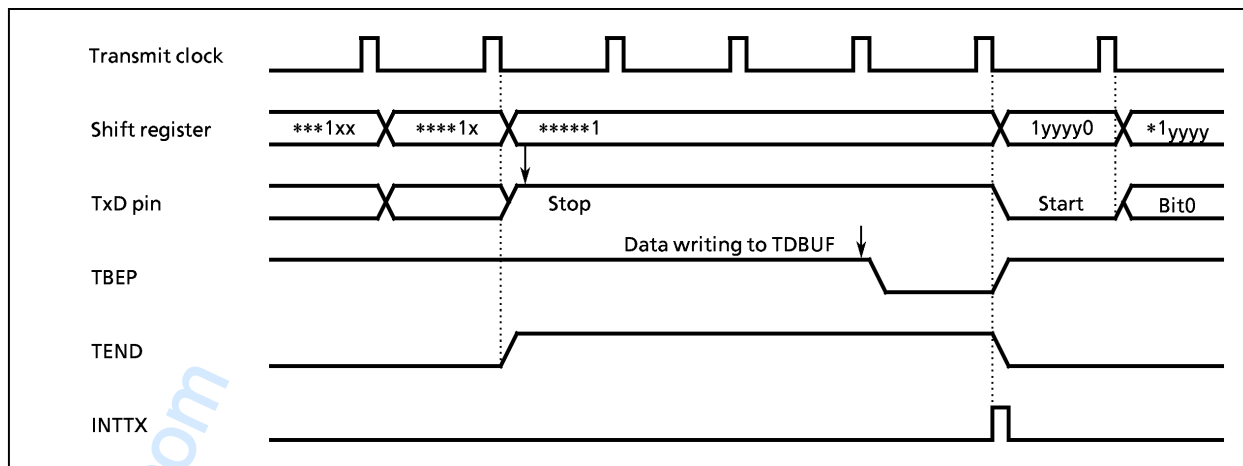 Transmit clock
Shift register
***1xx
****1x
*****1
1yyyy0
*1yyyy
TxD pin
Stop
Start
Bit0
Data writing to TDBUF
TBEP
TEND
INTTX
com